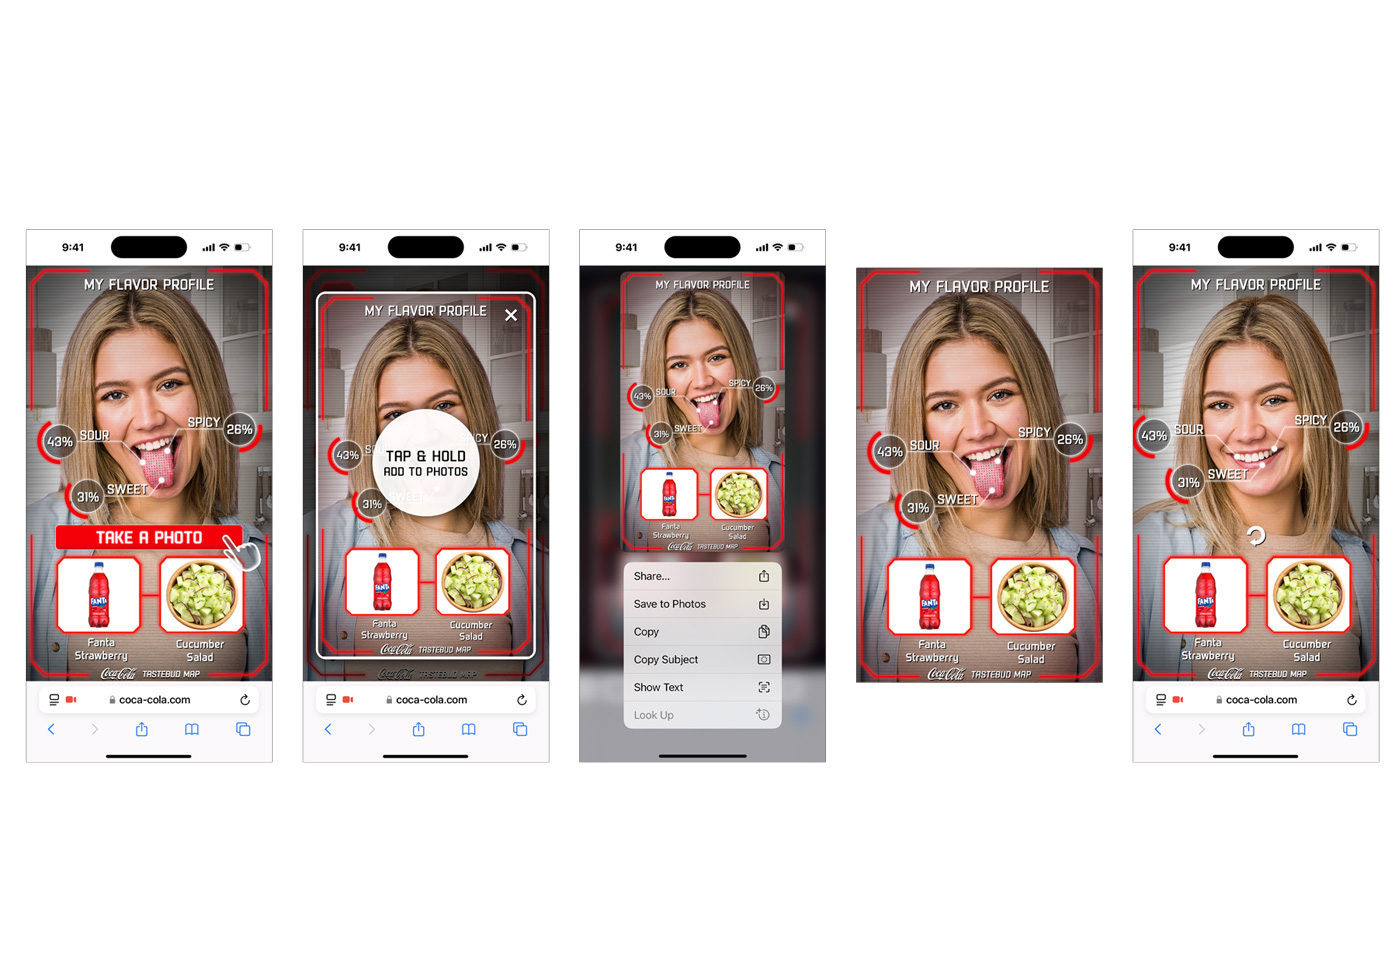 9:41
MY FLAVOR PROFILE
43%
SOUR
SPICY
26%
31%
SWEET
TAKE A PHOTO
FANTA
Fanta
Strawberry
Cucumber
Salad
Coca-Cola TASTEBUD MAP
coca-cola.com
9:41
MY FLAVOR PROFILE
43%
SPICY
26%
TAP & HOLD
ADD TO PHOTOS
31%
SWEET
FANTA
Fanta
Strawberry
Cucumber
Salad
Coca-Cola TASTEBUD MAP
coca-cola.com
9:41
MY FLAVOR PROFILE
43%
SOUR
SPICY
26%
31%
SWEET
Fanta
Strawberry
Cucumber
Salad
Coca-Cola TASTEBUD MAP
Share...
Save to Photos
Copy
Copy Subject
Show Text
Look Up
MY FLAVOR PROFILE
43%
SOUR
SPICY
26%
31%
SWEET
FANTA
Fanta
Strawberry
Cucumber
Salad
Coca-Cola TASTEBUD MAP
9:41
MY FLAVOR PROFILE
43%
SOUR
SPICY
26%
31%
SWEET
FANTA
Fanta
Strawberry
Cucumber
Salad
Coca-Cola TASTEBUD MAP
coca-cola.com